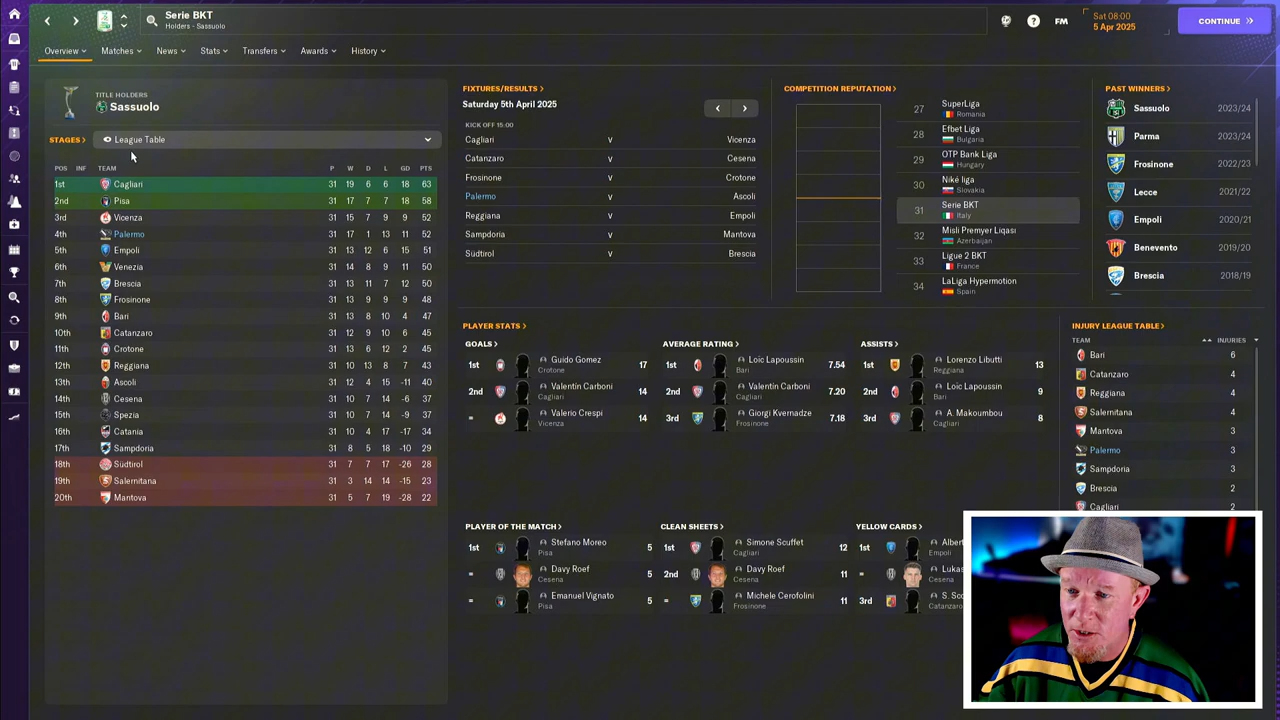 Serie BKT
Holders - Sassuolo
FM
Sat 08:00
5 Apr 2025
CONTINUE
Overview
Matches
News
Stats
Transfers
Awards
History
TITLE HOLDERS
Sassuolo
STAGES
League Table
POS INF TEAM P W D L GD PTS
1st Cagliari 31 19 6 6 18 63
2nd Pisa 31 17 7 7 18 58
3rd Vicenza 31 15 7 9 9 52
4th Palermo 31 17 1 13 11 52
5th Empoli 31 13 12 6 15 51
6th Venezia 31 14 8 9 11 50
7th Brescia 31 13 11 7 12 50
8th Frosinone 31 13 9 9 9 48
9th Bari 31 13 8 10 4 47
10th Catanzaro 31 12 9 10 6 45
11th Crotone 31 13 6 12 2 45
12th Reggiana 31 10 13 8 7 43
13th Ascoli 31 12 4 15 -11 40
14th Cesena 31 10 7 14 -9 37
15th Spezia 31 10 7 14 -9 37
16th Catania 31 10 4 17 -17 34
17th Sampdoria 31 8 5 18 -10 29
18th Südtirol 31 7 7 17 -26 28
19th Salernitana 31 3 14 14 -15 23
20th Mantova 31 5 7 19 -28 22
FIXTURES/RESULTS
Saturday 5th April 2025
KICK OFF 15:00
Cagliari v Vicenza
Catanzaro v Cesena
Frosinone v Crotone
Palermo v Ascoli
Reggiana v Empoli
Sampdoria v Mantova
Südtirol v Brescia
COMPETITION REPUTATION
27 SuperLiga
Romania
28 Efbet Liga
Bulgaria
29 OTP Bank Liga
Hungary
30 Niké liga
Slovakia
31 Serie BKT
Italy
32 Misli Premyer Liqası
Azerbaijan
33 Ligue 2 BKT
France
34 LaLiga Hypermotion
Spain
PAST WINNERS
Sassuolo 2023/24
Parma 2023/24
Frosinone 2022/23
Lecce 2021/22
Empoli 2020/21
Benevento 2019/20
Brescia 2018/19
PLAYER STATS
GOALS
1st Guido Gomez 17
Crotone
2nd Valentín Carboni 14
Cagliari
= Valerio Crespi 14
Vicenza
AVERAGE RATING
1st Loïc Lapoussin 7.54
Bari
2nd Valentín Carboni 7.20
Cagliari
3rd Giorgi Kvernadze 7.18
Frosinone
ASSISTS
1st Lorenzo Libutti 13
Reggiana
2nd Loïc Lapoussin 9
Bari
3rd A. Makoumbou 8
Cagliari
INJURY LEAGUE TABLE
TEAM INJURIES
Bari 6
Catanzaro 4
Reggiana 4
Salernitana 4
Mantova 3
Palermo 3
Sampdoria 3
Brescia 2
Cagliari 2
PLAYER OF THE MATCH
1st Stefano Moreo 5
Pisa
= Davy Roef 5
Cesena
= Emanuel Vignato 5
Pisa
CLEAN SHEETS
1st Simone Scuffet 12
Cagliari
2nd Davy Roef 11
Cesena
= Michele Cerofolini 11
Frosinone
YELLOW CARDS
1st Albert
Empoli
= Lukas
Cesena
3rd S. Sc
Catanzaro